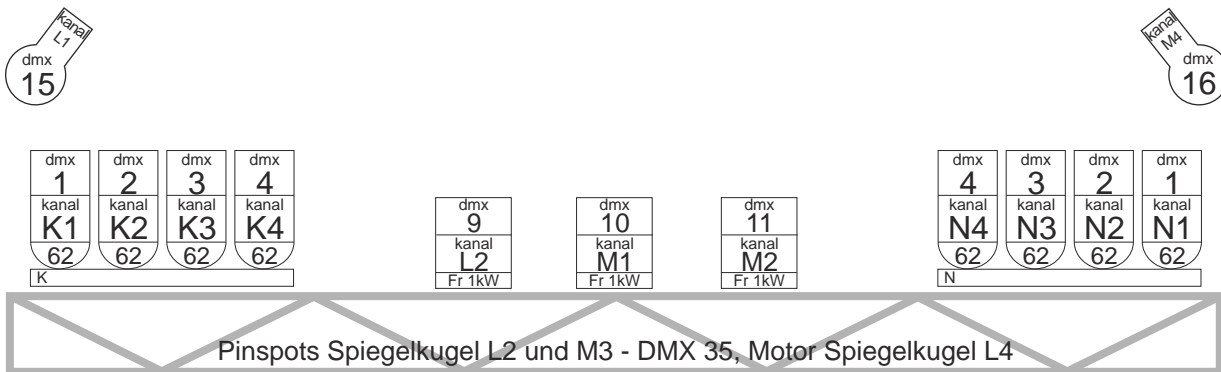 kanal
L1
dmx
15
kanal
M4
dmx
16
dmx
1
kanal
K1
62
dmx
2
kanal
K2
62
dmx
3
kanal
K3
62
dmx
4
kanal
K4
62
K
dmx
9
kanal
L2
Fr 1kW
dmx
10
kanal
M1
Fr 1kW
dmx
11
kanal
M2
Fr 1kW
dmx
4
kanal
N4
62
dmx
3
kanal
N3
62
dmx
2
kanal
N2
62
dmx
1
kanal
N1
62
N
Pinspots Spiegelkugel L2 und M3 - DMX 35, Motor Spiegelkugel L4